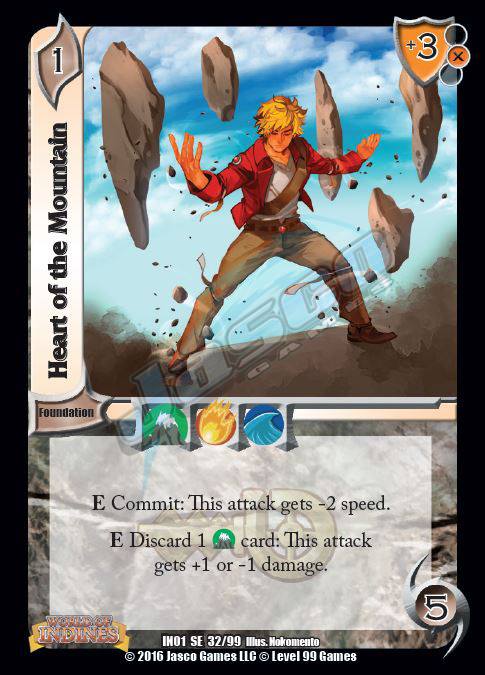 1
+3
Heart of the Mountain
Foundation
E Commit: This attack gets -2 speed.
E Discard 1 card: This attack
gets +1 or -1 damage.
5
WORLD OF
INDINES
IN01 SE 32/99 Illus. Nokomento
© 2016 Jasco Games LLC © Level 99 Games
Jasco
GAMES